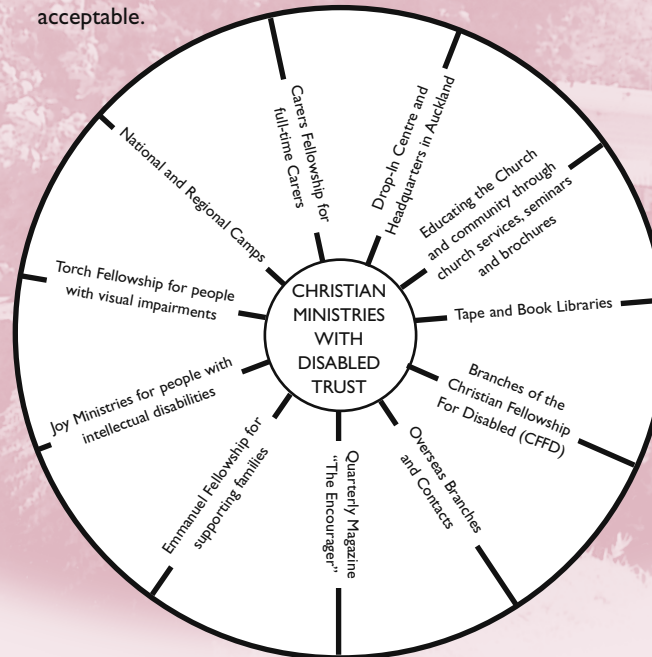 acceptable.
Carers Fellowship for
full-time Carers
Drop-In Centre and
Headquarters in Auckland
Educating the Church
and community through
church services, seminars
and brochures
Tape and Book Libraries
Branches of the
Christian Fellowship
For Disabled (CFFD)
Overseas Branches
and Contacts
Quarterly Magazine
"The Encourager"
Emmanuel Fellowship for
supporting families
Joy Ministries for people with
intellectual disabilities
Torch Fellowship for people
with visual impairments
National and Regional Camps
CHRISTIAN
MINISTRIES
WITH
DISABLED
TRUST